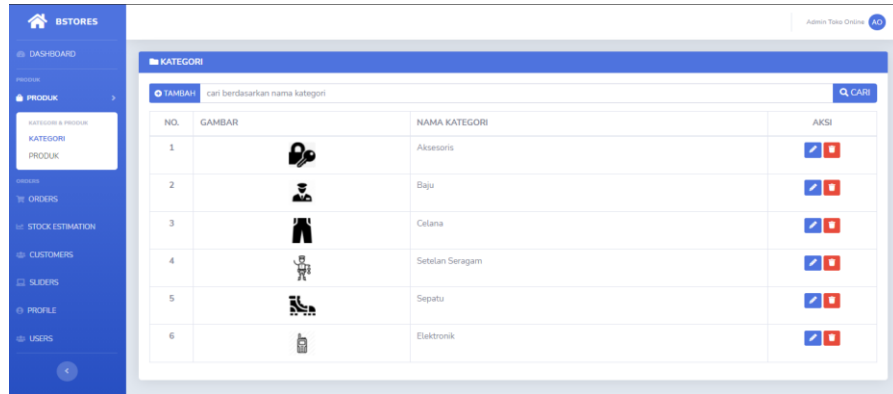 BSTORES
Admin Toko Online AO
DASHBOARD
PRODUK
PRODUK
KATEGORI & PRODUK
KATEGORI
PRODUK
ORDERS
ORDERS
STOCK ESTIMATION
CUSTOMERS
SLIDERS
PROFILE
USERS
KATEGORI
TAMBAH cari berdasarkan nama kategori CARI
NO. GAMBAR NAMA KATEGORI AKSI
1 Aksesoris
2 Baju
3 Celana
4 Setelan Seragam
5 Sepatu
6 Elektronik